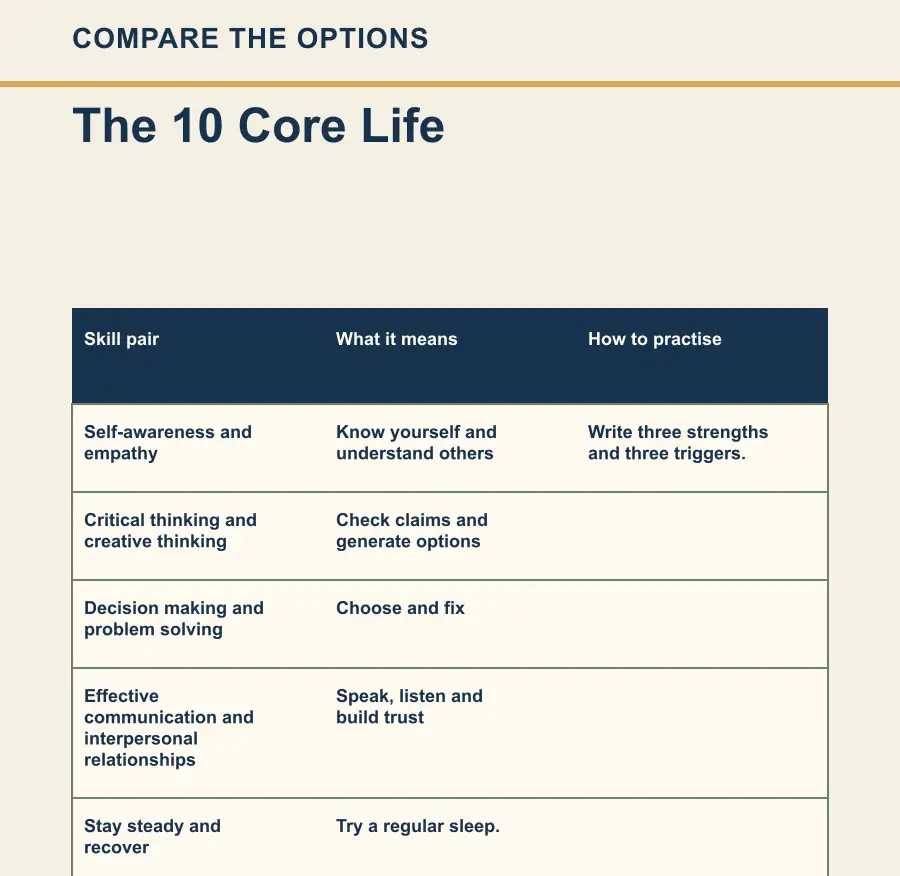 COMPARE THE OPTIONS
The 10 Core Life
Skill pair
What it means
How to practise
Self-awareness and
empathy
Know yourself and
understand others
Write three strengths
and three triggers.
Critical thinking and
creative thinking
Check claims and
generate options
Decision making and
problem solving
Choose and fix
Effective
communication and
interpersonal
relationships
Speak, listen and
build trust
Stay steady and
recover
Try a regular sleep.